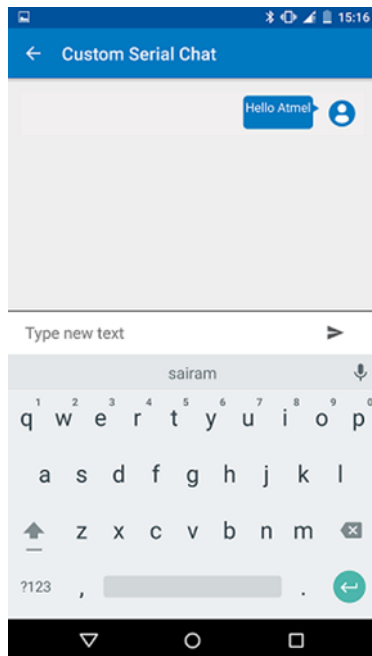 15:16
Custom Serial Chat
Hello Atmel
Type new text
sairam
1 2 3 4 5 6 7 8 9 0
q w e r t y u i o p
a s d f g h j k l
z x c v b n m
?123 , .